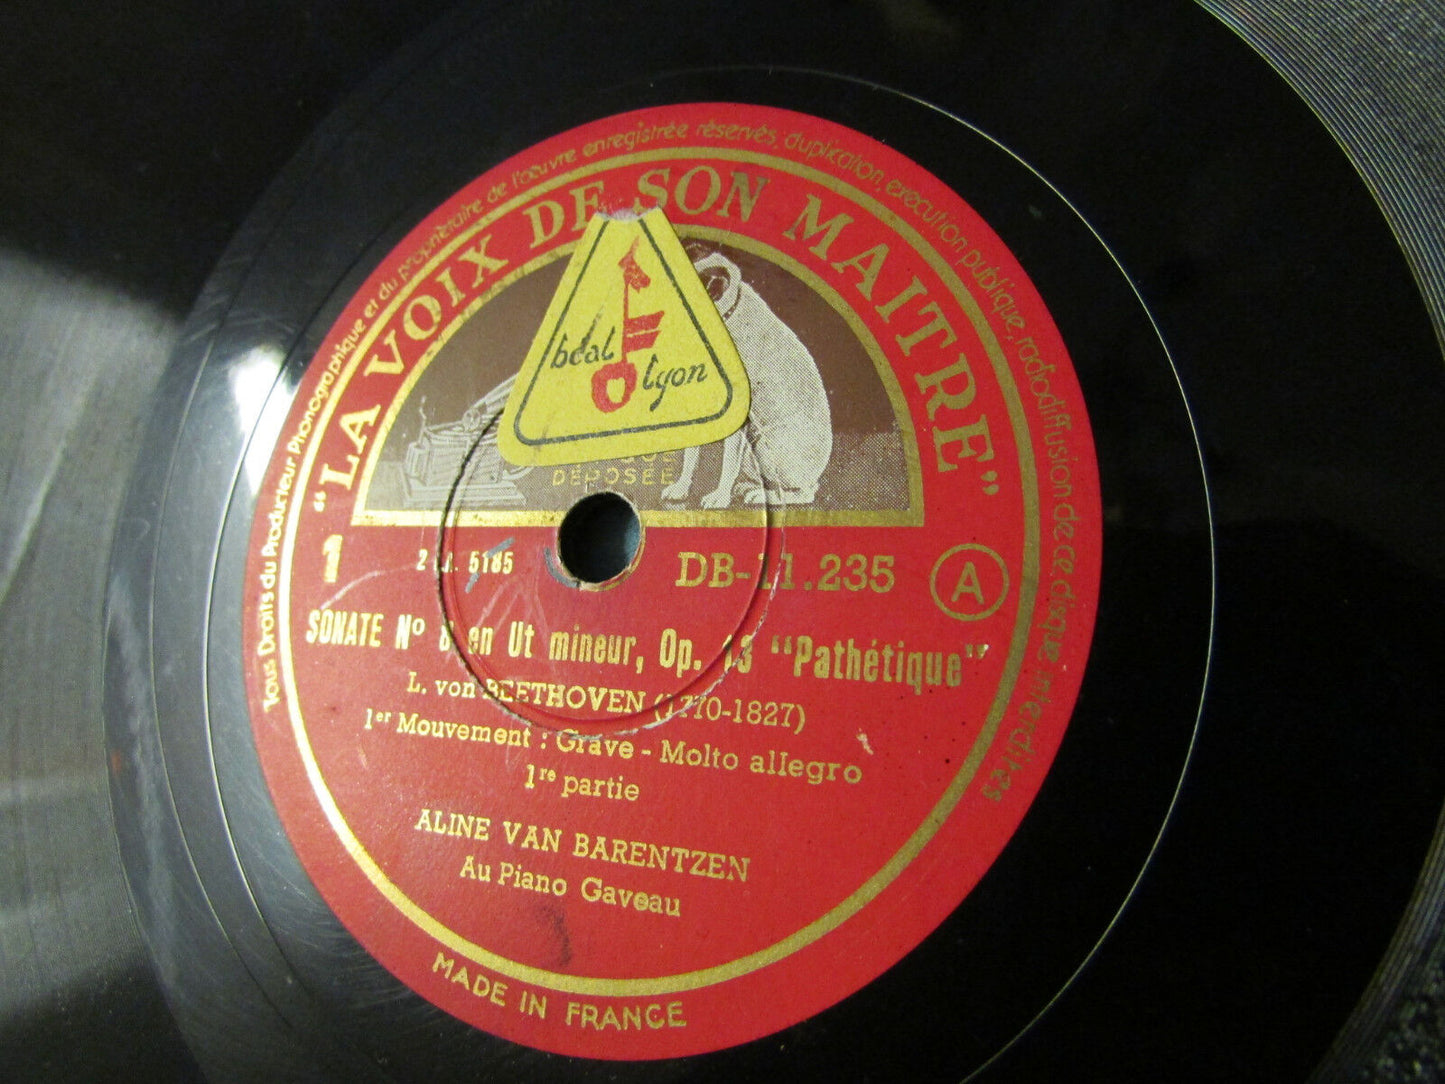 Tous Droits du Producteur Phonographique et du propriétaire de l'œuvre enregistrée réservés, duplication, exécution publique, radiodiffusion de ce disque interdites
"LA VOIX DE SON MAITRE"
béal
lyon
DÉPOSÉE
1
5185
DB-11.235
A
SONATE Nº 8 en Ut mineur, Op. 13 "Pathétique"
L. von BEETHOVEN (1770-1827)
1er Mouvement : Grave - Molto allegro
1re partie
ALINE VAN BARENTZEN
Au Piano Gaveau
MADE IN FRANCE